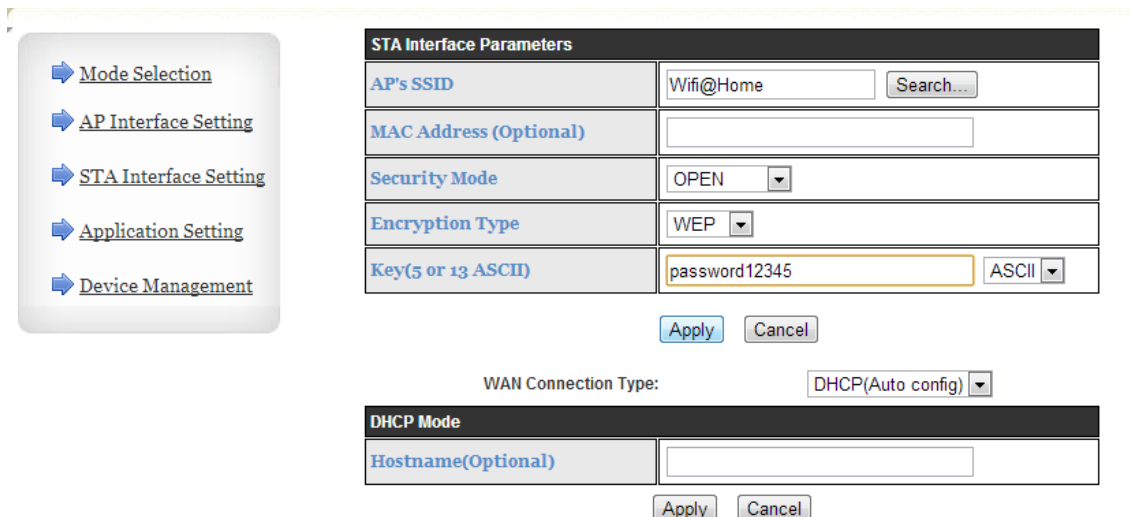 Mode Selection
AP Interface Setting
STA Interface Setting
Application Setting
Device Management
STA Interface Parameters
AP's SSID Wifi@Home Search...
MAC Address (Optional)
Security Mode OPEN
Encryption Type WEP
Key(5 or 13 ASCII) password12345 ASCII
Apply Cancel
WAN Connection Type: DHCP(Auto config)
DHCP Mode
Hostname(Optional)
Apply Cancel